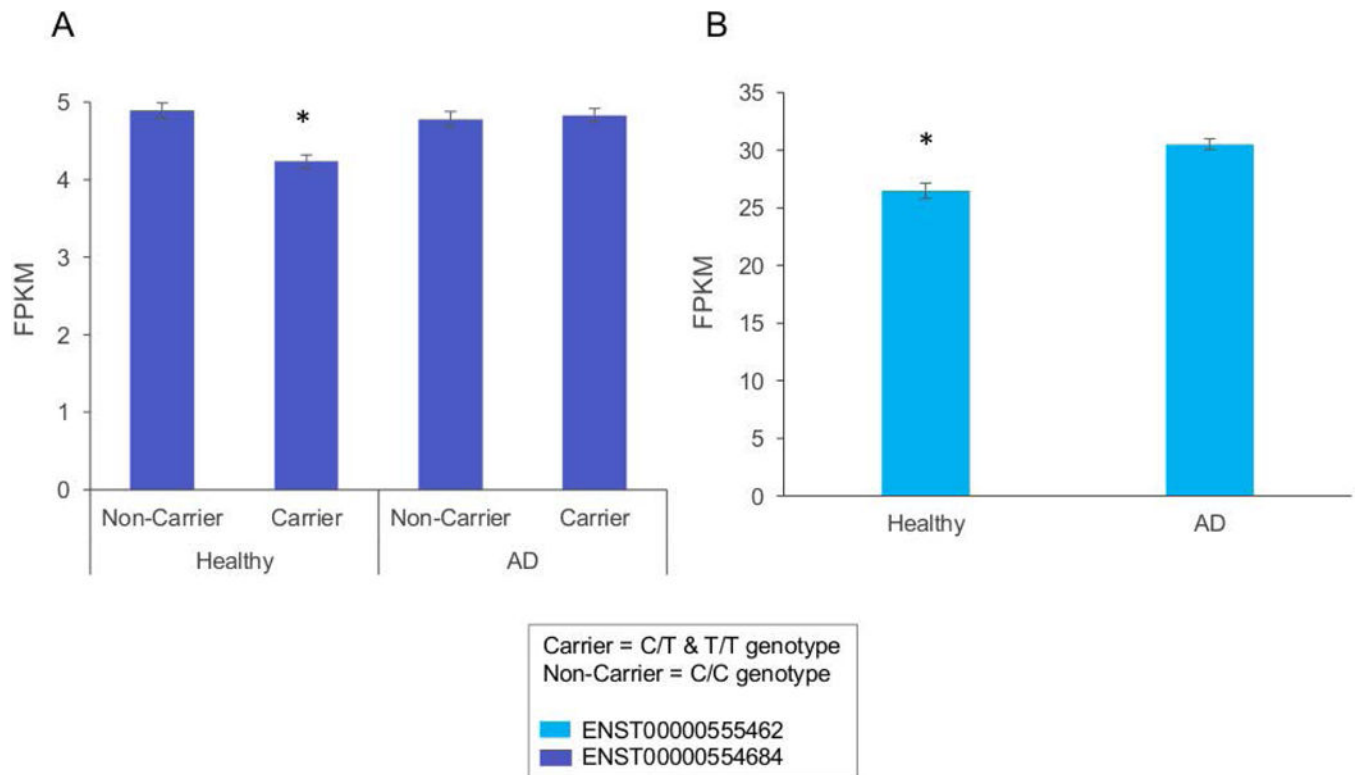 A
5
4
3
2
1
0
FPKM
*
Non-Carrier Carrier Non-Carrier Carrier
Healthy AD
B
35
30
25
20
15
10
5
0
FPKM
*
Healthy AD
Carrier = C/T & T/T genotype
Non-Carrier = C/C genotype
ENST00000555462
ENST00000554684